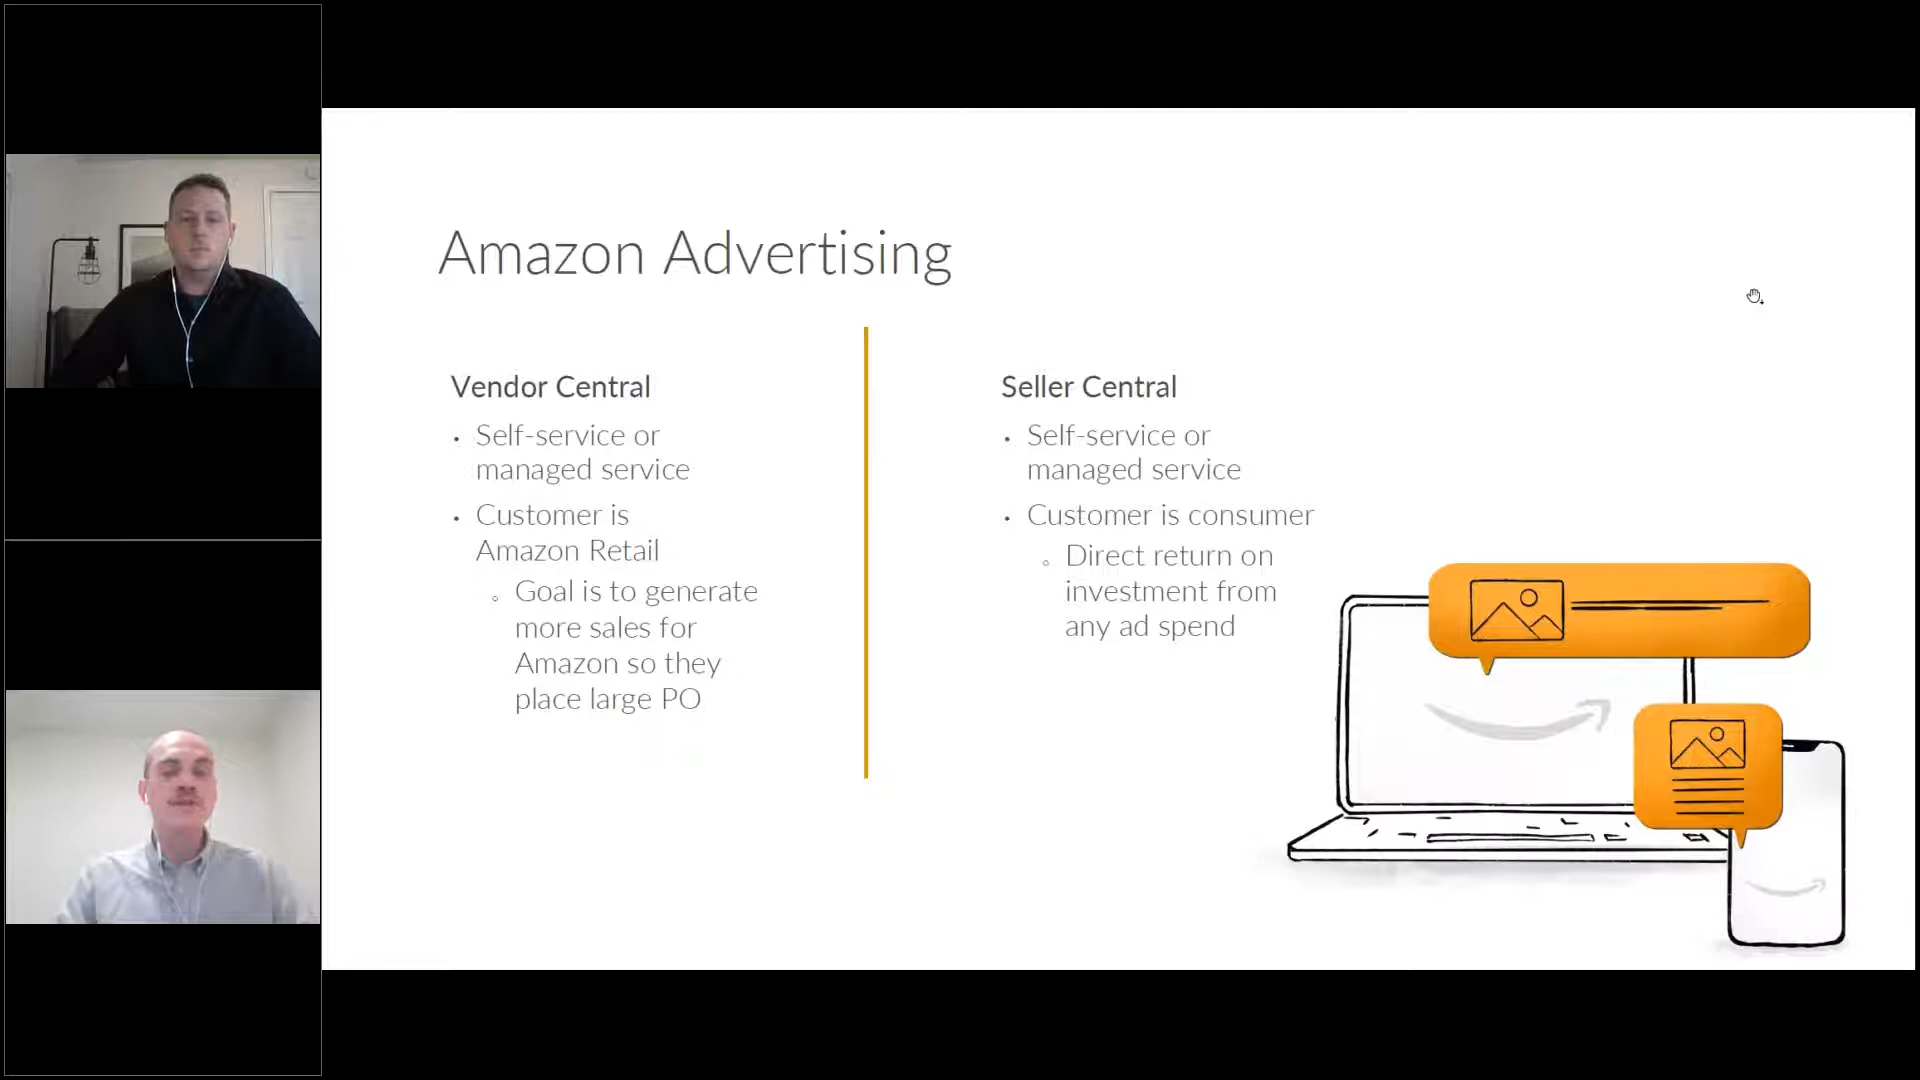 Amazon Advertising
Vendor Central
• Self-service or
managed service
• Customer is
Amazon Retail
○ Goal is to generate
more sales for
Amazon so they
place large PO
Seller Central
• Self-service or
managed service
• Customer is consumer
○ Direct return on
investment from
any ad spend